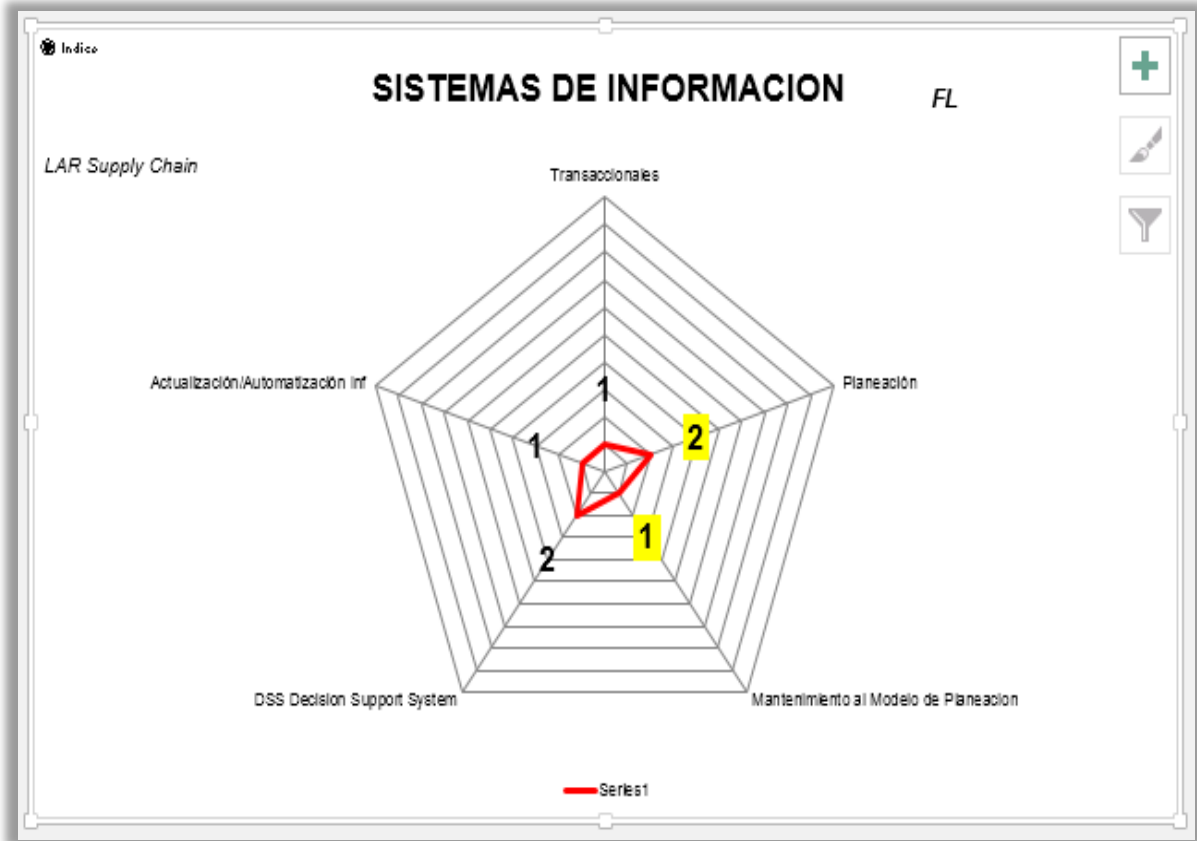 Indice
SISTEMAS DE INFORMACION
FL
LAR Supply Chain
Transaccionales
Actualización/Automatización Inf
Planeación
1
2
1
1
2
DSS Decision Support System
Mantenimiento al Modelo de Planeacion
Series1